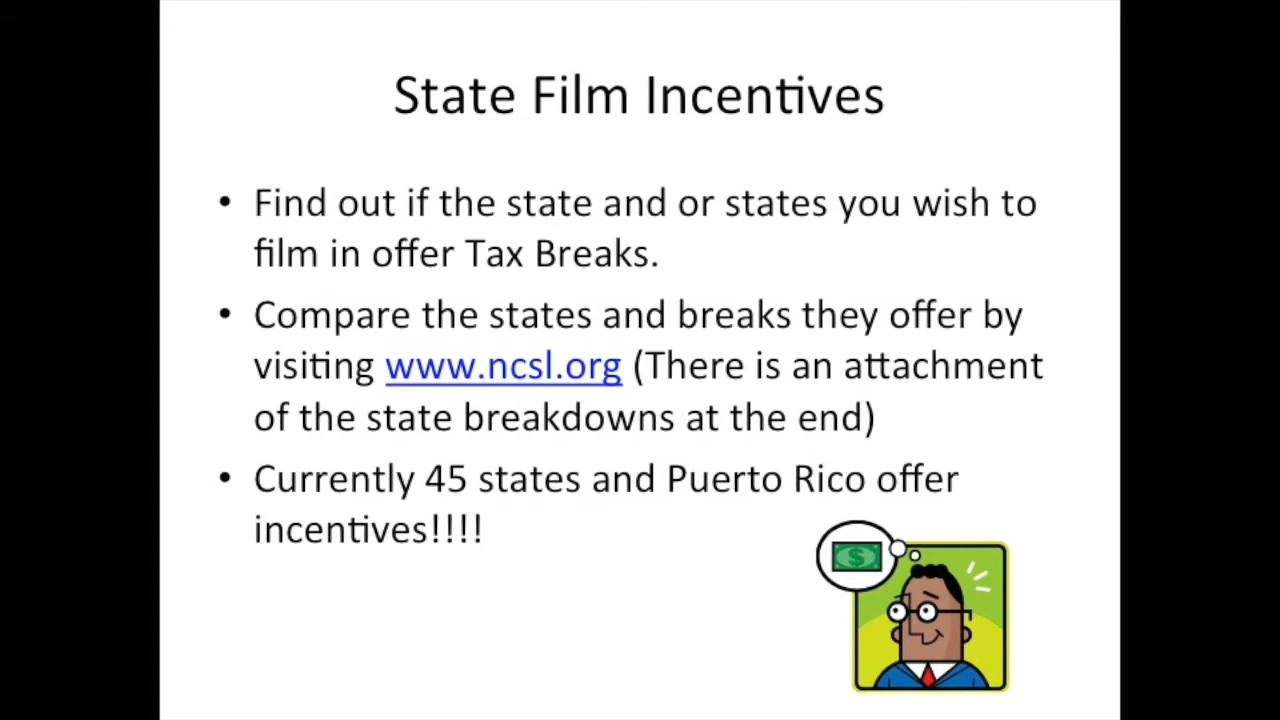 State Film Incentives
• Find out if the state and or states you wish to
film in offer Tax Breaks.
• Compare the states and breaks they offer by
visiting www.ncsl.org (There is an attachment
of the state breakdowns at the end)
• Currently 45 states and Puerto Rico offer
incentives!!!!
$